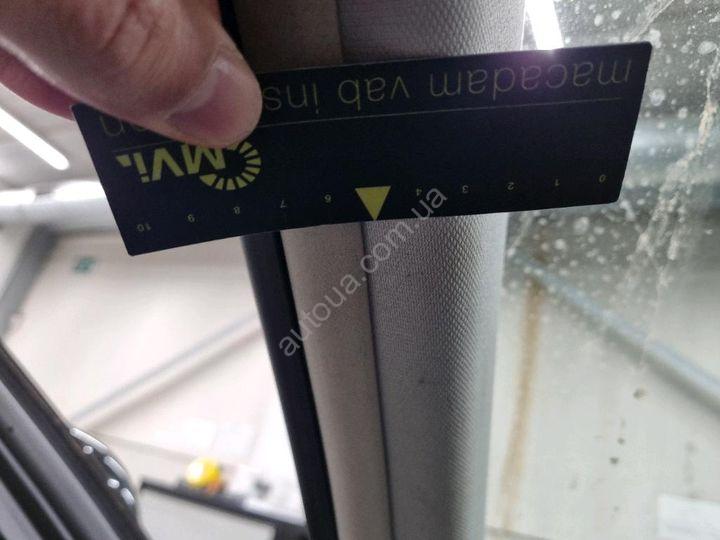 macadam vab ins
MVi
0 1 2 3 4 6 7 8 9 10
autoua.com.ua